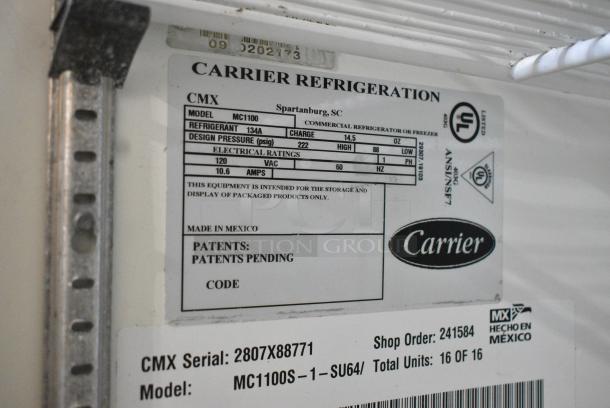 09 0202173
CARRIER REFRIGERATION
CMX
Spartanburg, SC
MODEL MC1100 COMMERCIAL REFRIGERATOR OR FREEZER
REFRIGERANT 134A CHARGE 14.5 OZ
DESIGN PRESSURE (psig) 222 HIGH 88 LOW
ELECTRICAL RATINGS 1 PH
120 VAC 60 HZ
10.6 AMPS
THIS EQUIPMENT IS INTENDED FOR THE STORAGE AND
DISPLAY OF PACKAGED PRODUCTS ONLY.
MADE IN MEXICO
PATENTS:
PATENTS PENDING
CODE
UL
LISTED
403G
ANSI/NSF7
Carrier
MX
HECHO EN
MÉXICO
CMX Serial: 2807X88771 Shop Order: 241584
Model: MC1100S-1-SU64/ Total Units: 16 OF 16